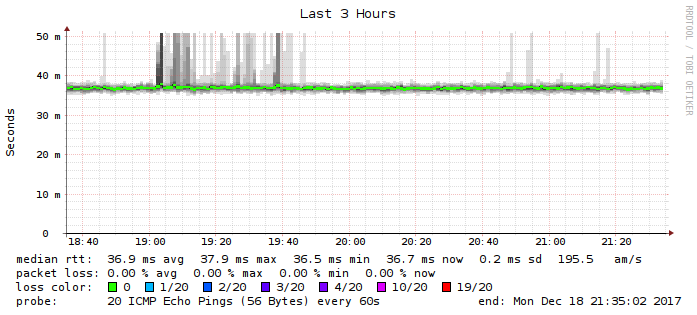 Last 3 Hours
RRDTOOL / TOBI OETIKER
Seconds
50 m
40 m
30 m
20 m
10 m
0
18:40 19:00 19:20 19:40 20:00 20:20 20:40 21:00 21:20
median rtt: 36.9 ms avg 37.9 ms max 36.5 ms min 36.7 ms now 0.2 ms sd 195.5 am/s
packet loss: 0.00 % avg 0.00 % max 0.00 % min 0.00 % now
loss color: 0 1/20 2/20 3/20 4/20 10/20 19/20
probe: 20 ICMP Echo Pings (56 Bytes) every 60s end: Mon Dec 18 21:35:02 2017